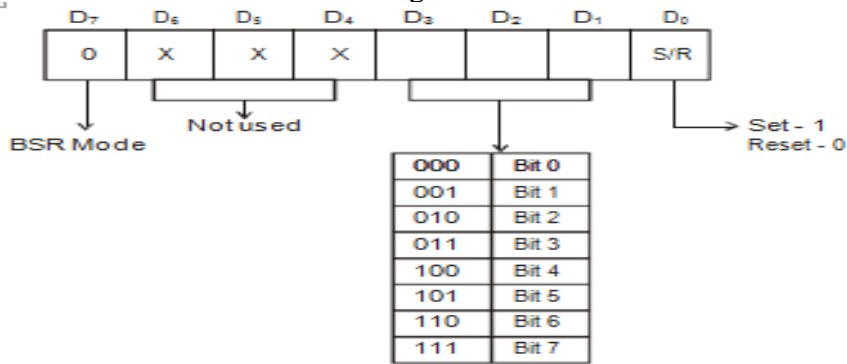 D₇ D₆ D₅ D₄ D₃ D₂ D₁ D₀
0 X X X S/R
BSR Mode
Not used
Set - 1
Reset - 0
000 Bit 0
001 Bit 1
010 Bit 2
011 Bit 3
100 Bit 4
101 Bit 5
110 Bit 6
111 Bit 7